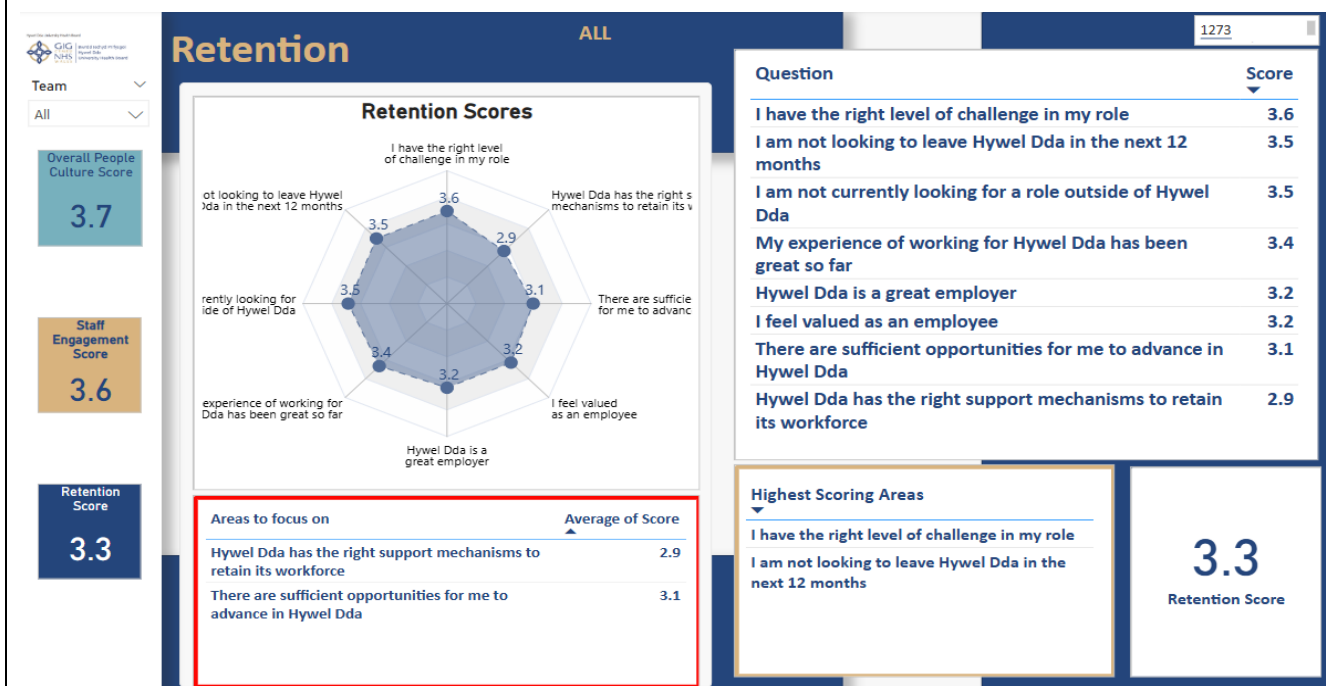 GIG
NHS
Bwrdd Iechyd Prifysgol
Hywel Dda
University Health Board
Team
All
Overall People
Culture Score
3.7
Staff
Engagement
Score
3.6
Retention
Score
3.3
Retention
ALL
1273
Retention Scores
I have the right level
of challenge in my role
ot looking to leave Hywel
Dda in the next 12 months
Hywel Dda has the right s
mechanisms to retain its w
rently looking for
ide of Hywel Dda
There are sufficie
for me to advanc
experience of working for
Dda has been great so far
I feel valued
as an employee
Hywel Dda is a
great employer
3.6
2.9
3.1
3.2
3.2
3.4
3.5
3.5
Areas to focus on Average of Score
Hywel Dda has the right support mechanisms to 2.9
retain its workforce
There are sufficient opportunities for me to 3.1
advance in Hywel Dda
Question Score
I have the right level of challenge in my role 3.6
I am not looking to leave Hywel Dda in the next 12 3.5
months
I am not currently looking for a role outside of Hywel 3.5
Dda
My experience of working for Hywel Dda has been 3.4
great so far
Hywel Dda is a great employer 3.2
I feel valued as an employee 3.2
There are sufficient opportunities for me to advance in 3.1
Hywel Dda
Hywel Dda has the right support mechanisms to retain 2.9
its workforce
Highest Scoring Areas
I have the right level of challenge in my role
I am not looking to leave Hywel Dda in the
next 12 months
3.3
Retention Score